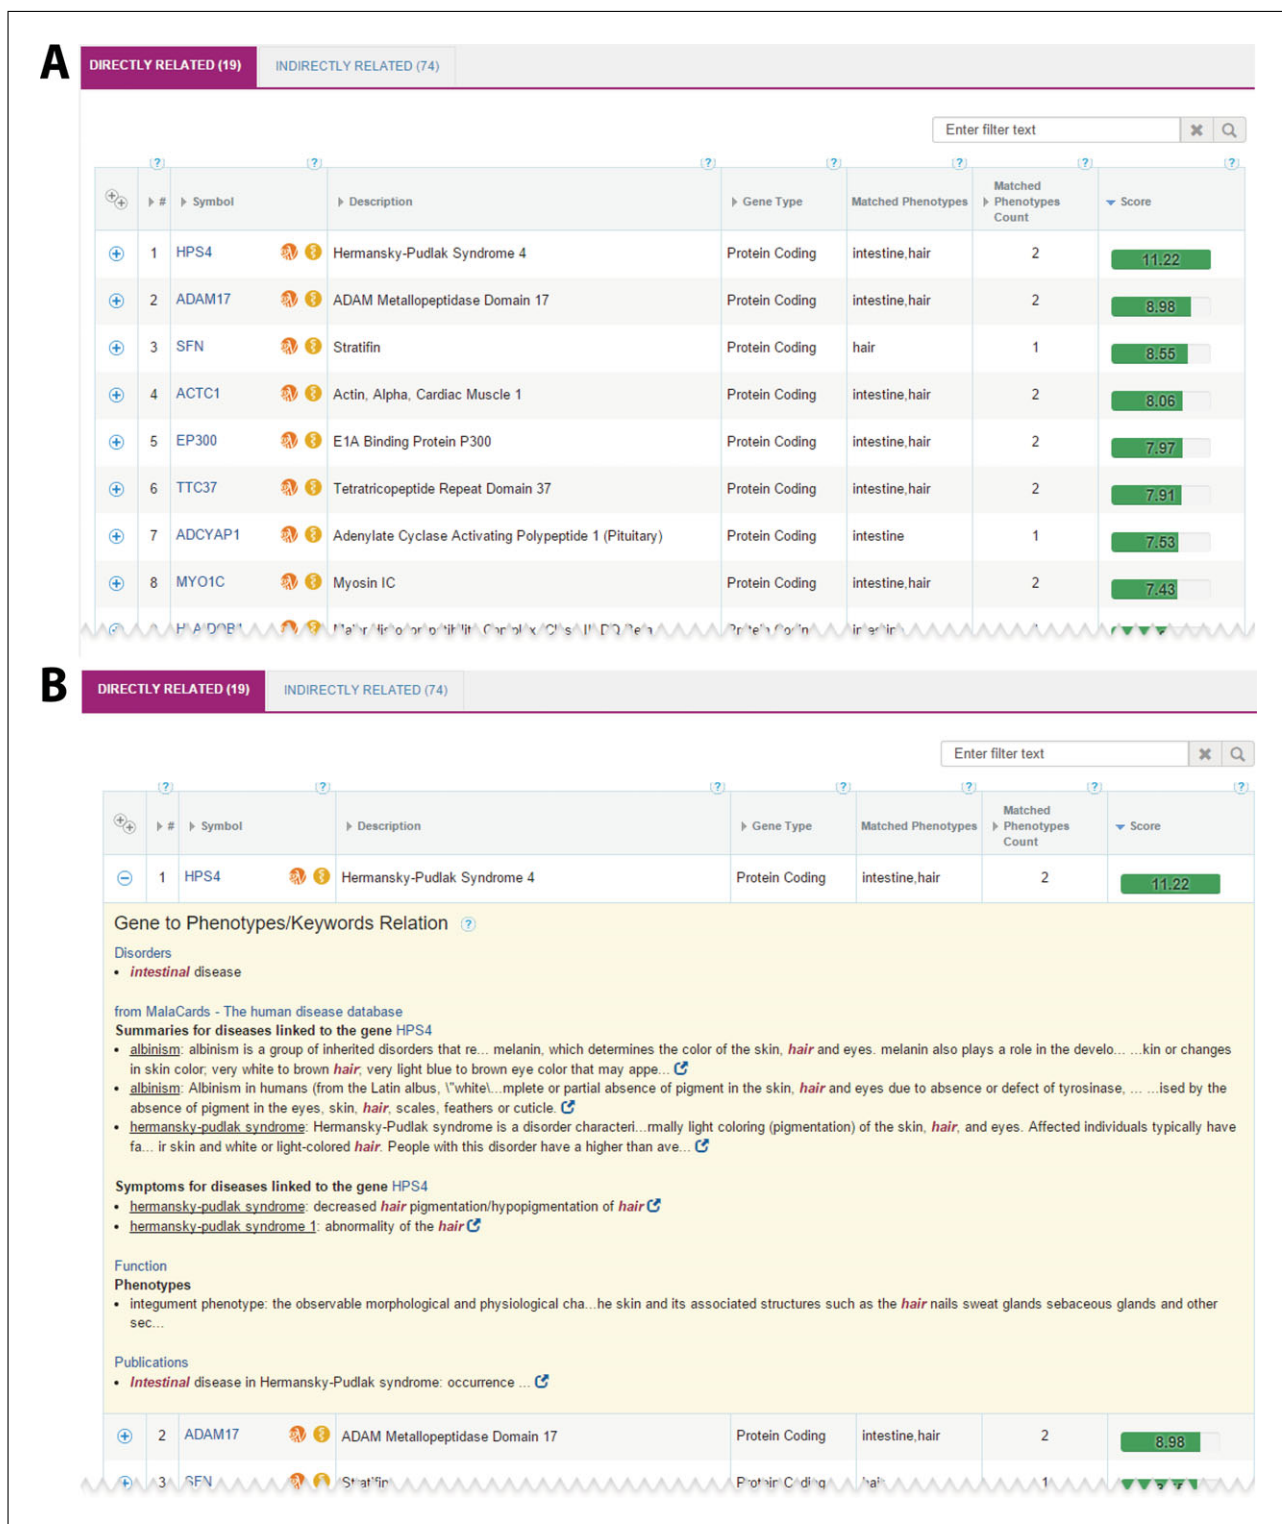 A
DIRECTLY RELATED (19) INDIRECTLY RELATED (74)
Enter filter text
(?) (?) (?) (?) (?) (?) (?)
# Symbol Description Gene Type Matched Phenotypes Matched Phenotypes Count Score
1 HPS4 Hermansky-Pudlak Syndrome 4 Protein Coding intestine,hair 2 11.22
2 ADAM17 ADAM Metallopeptidase Domain 17 Protein Coding intestine,hair 2 8.98
3 SFN Stratifin Protein Coding hair 1 8.55
4 ACTC1 Actin, Alpha, Cardiac Muscle 1 Protein Coding intestine,hair 2 8.06
5 EP300 E1A Binding Protein P300 Protein Coding intestine,hair 2 7.97
6 TTC37 Tetratricopeptide Repeat Domain 37 Protein Coding intestine,hair 2 7.91
7 ADCYAP1 Adenylate Cyclase Activating Polypeptide 1 (Pituitary) Protein Coding intestine 1 7.53
8 MYO1C Myosin IC Protein Coding intestine,hair 2 7.43
B
DIRECTLY RELATED (19) INDIRECTLY RELATED (74)
Enter filter text
(?) (?) (?) (?) (?) (?) (?)
# Symbol Description Gene Type Matched Phenotypes Matched Phenotypes Count Score
1 HPS4 Hermansky-Pudlak Syndrome 4 Protein Coding intestine,hair 2 11.22
Gene to Phenotypes/Keywords Relation ?
Disorders
• intestinal disease
from MalaCards - The human disease database
Summaries for diseases linked to the gene HPS4
• albinism: albinism is a group of inherited disorders that re... melanin, which determines the color of the skin, hair and eyes. melanin also plays a role in the develo... ...kin or changes
in skin color; very white to brown hair; very light blue to brown eye color that may appe...
• albinism: Albinism in humans (from the Latin albus, \"white\...mplete or partial absence of pigment in the skin, hair and eyes due to absence or defect of tyrosinase, ... ...ised by the
absence of pigment in the eyes, skin, hair, scales, feathers or cuticle.
• hermansky-pudlak syndrome: Hermansky-Pudlak syndrome is a disorder characteri...rmally light coloring (pigmentation) of the skin, hair, and eyes. Affected individuals typically have
fa... ir skin and white or light-colored hair. People with this disorder have a higher than ave...
Symptoms for diseases linked to the gene HPS4
• hermansky-pudlak syndrome: decreased hair pigmentation/hypopigmentation of hair
• hermansky-pudlak syndrome 1: abnormality of the hair
Function
Phenotypes
• integument phenotype: the observable morphological and physiological cha...he skin and its associated structures such as the hair nails sweat glands sebaceous glands and other
sec...
Publications
• Intestinal disease in Hermansky-Pudlak syndrome: occurrence ...
2 ADAM17 ADAM Metallopeptidase Domain 17 Protein Coding intestine,hair 2 8.98
3 SFN Stratifin Protein Coding hair 1